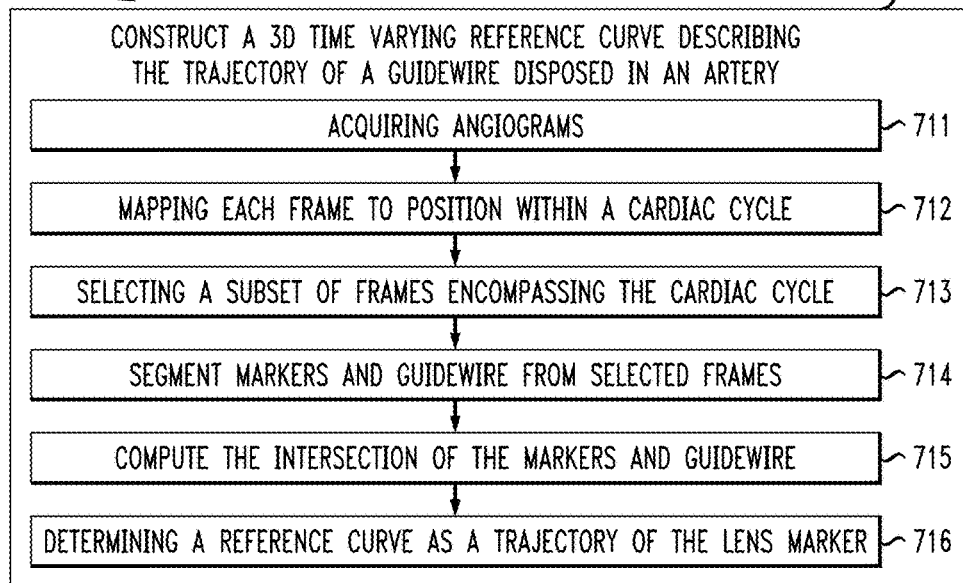 CONSTRUCT A 3D TIME VARYING REFERENCE CURVE DESCRIBING
THE TRAJECTORY OF A GUIDEWIRE DISPOSED IN AN ARTERY
ACQUIRING ANGIOGRAMS 711
MAPPING EACH FRAME TO POSITION WITHIN A CARDIAC CYCLE 712
SELECTING A SUBSET OF FRAMES ENCOMPASSING THE CARDIAC CYCLE 713
SEGMENT MARKERS AND GUIDEWIRE FROM SELECTED FRAMES 714
COMPUTE THE INTERSECTION OF THE MARKERS AND GUIDEWIRE 715
DETERMINING A REFERENCE CURVE AS A TRAJECTORY OF THE LENS MARKER 716